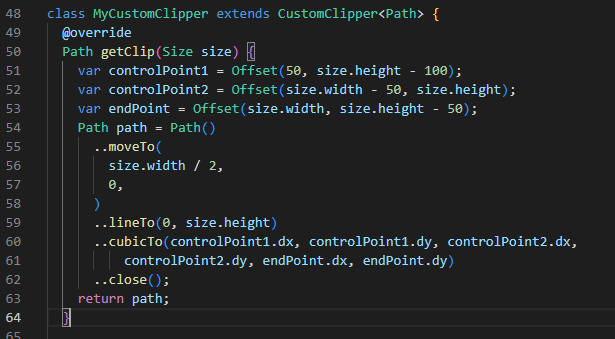 48 class MyCustomClipper extends CustomClipper<Path> {
49   @override
50   Path getClip(Size size) {
51     var controlPoint1 = Offset(50, size.height - 100);
52     var controlPoint2 = Offset(size.width - 50, size.height);
53     var endPoint = Offset(size.width, size.height - 50);
54     Path path = Path()
55       ..moveTo(
56         size.width / 2,
57         0,
58       )
59       ..lineTo(0, size.height)
60       ..cubicTo(controlPoint1.dx, controlPoint1.dy, controlPoint2.dx,
61           controlPoint2.dy, endPoint.dx, endPoint.dy)
62       ..close();
63     return path;
64   }
65